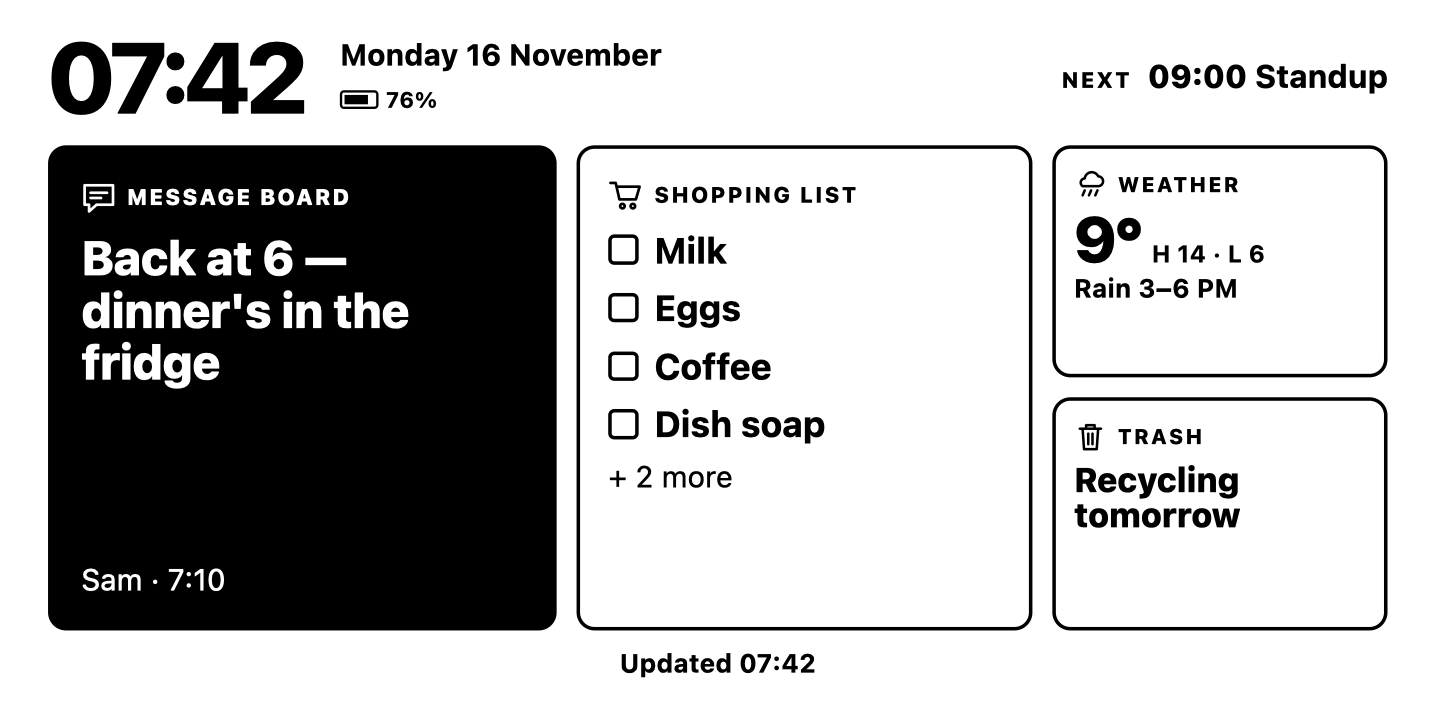 07:42
Monday 16 November
76%
NEXT 09:00 Standup
MESSAGE BOARD
Back at 6 —
dinner's in the
fridge
Sam · 7:10
SHOPPING LIST
Milk
Eggs
Coffee
Dish soap
+ 2 more
WEATHER
9° H 14 · L 6
Rain 3–6 PM
TRASH
Recycling
tomorrow
Updated 07:42